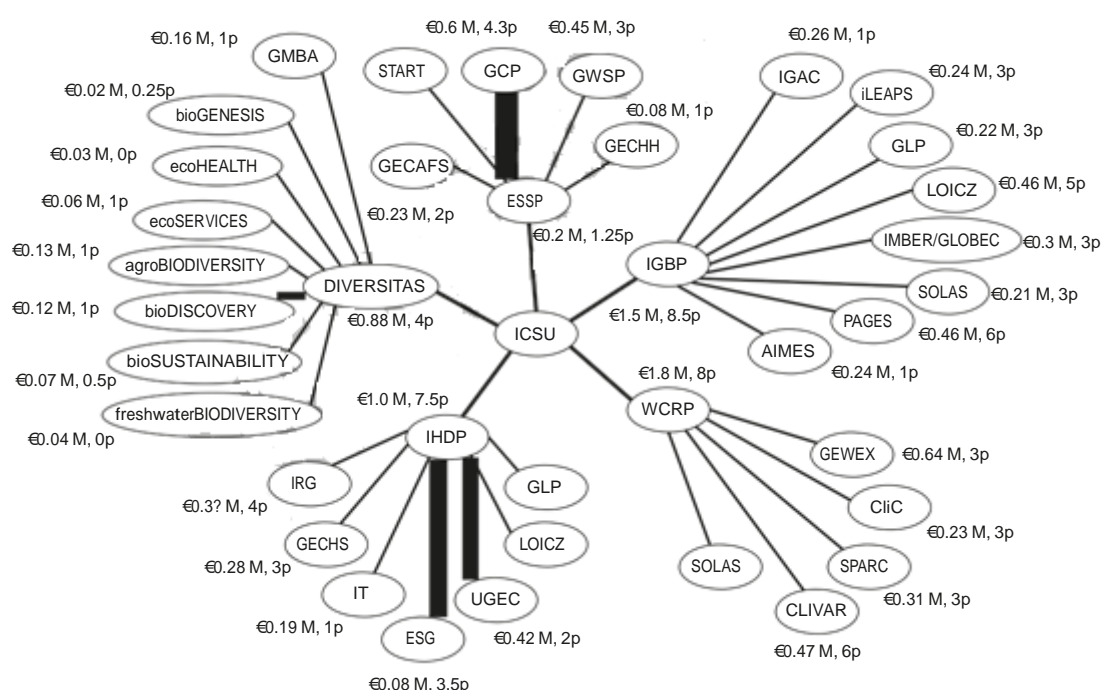 €0.6 M, 4.3p
€0.45 M, 3p
€0.16 M, 1p
GMBA
START
GCP
GWSP
€0.26 M, 1p
IGAC
€0.24 M, 3p
iLEAPS
€0.02 M, 0.25p
bioGENESIS
€0.08 M, 1p
GECHH
€0.22 M, 3p
GLP
€0.03 M, 0p
ecoHEALTH
GECAFS
ESSP
LOICZ
€0.46 M, 5p
€0.06 M, 1p
ecoSERVICES
€0.23 M, 2p
€0.2 M, 1.25p
IMBER/GLOBEC
€0.3 M, 3p
€0.13 M, 1p
agroBIODIVERSITY
DIVERSITAS
IGBP
SOLAS
€0.21 M, 3p
€0.12 M, 1p
bioDISCOVERY
€0.88 M, 4p
ICSU
€1.5 M, 8.5p
PAGES
€0.46 M, 6p
AIMES
bioSUSTAINABILITY
€0.07 M, 0.5p
€0.24 M, 1p
€1.8 M, 8p
freshwaterBIODIVERSITY
€0.04 M, 0p
€1.0 M, 7.5p
WCRP
IHDP
GEWEX
€0.64 M, 3p
IRG
€0.3? M, 4p
GLP
CliC
€0.23 M, 3p
GECHS
€0.28 M, 3p
LOICZ
SOLAS
SPARC
€0.31 M, 3p
IT
€0.19 M, 1p
UGEC
€0.42 M, 2p
CLIVAR
€0.47 M, 6p
ESG
€0.08 M, 3.5p